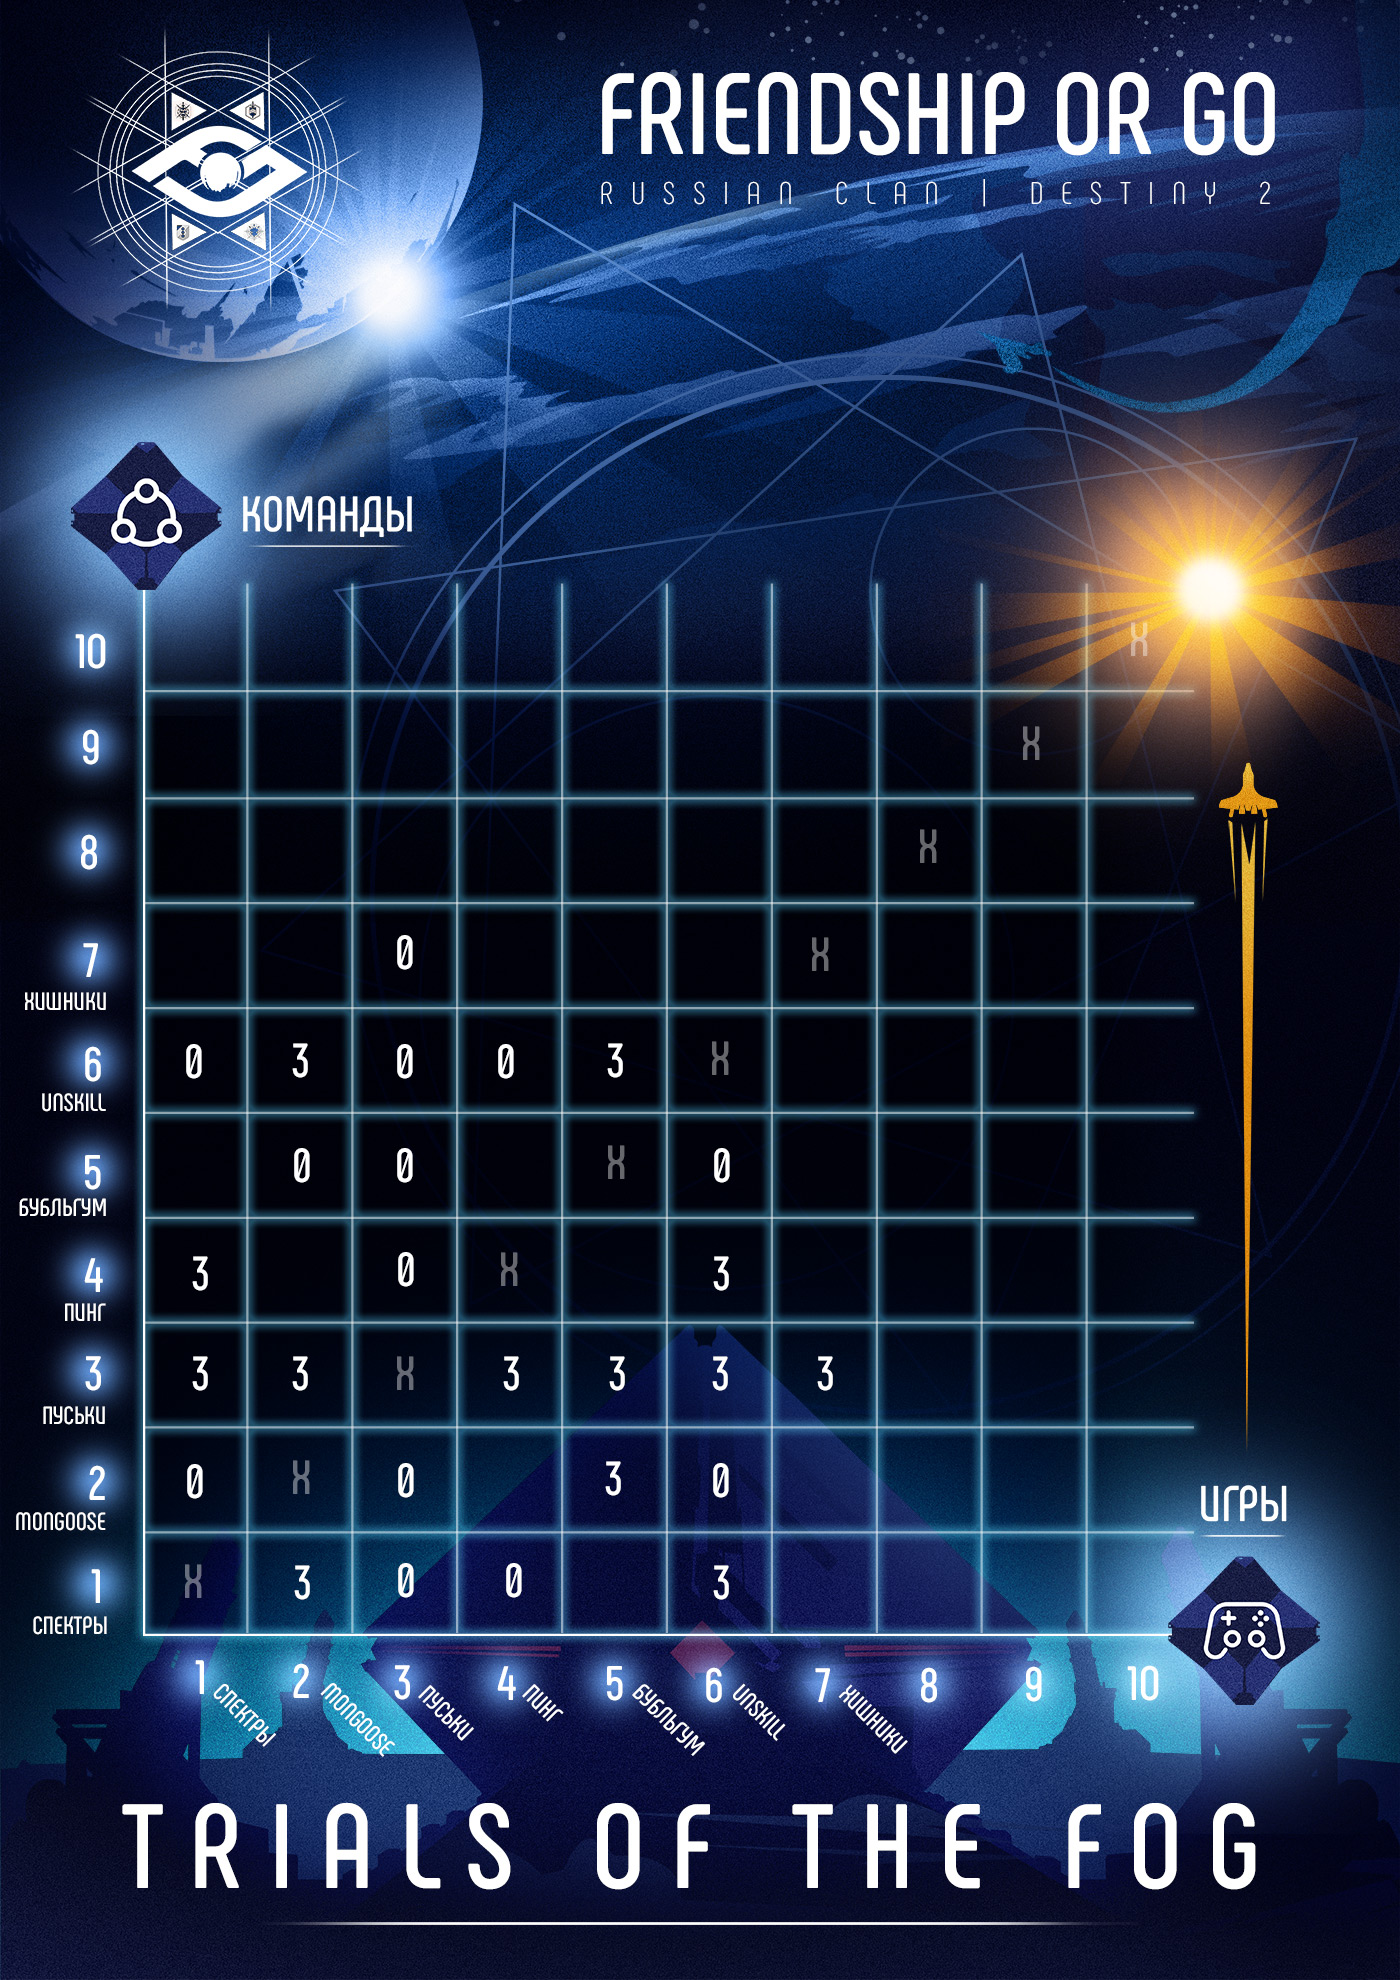 FRIENDSHIP OR GO
RUSSIAN CLAN | DESTINY 2
КОМАНДЫ
10 X
9 X
8 X
7 0 X
ХИЩНИКИ
6 0 3 0 0 3 X
UNSKILL
5 0 0 X 0
БУБЛЬГУМ
4 3 0 X 3
ПИНГ
3 3 3 X 3 3 3 3
ПУСЬКИ
2 0 X 0 3 0
MONGOOSE
1 X 3 0 0 3
СПЕКТРЫ
ИГРЫ
1 СПЕКТРЫ 2 MONGOOSE 3 ПУСЬКИ 4 ПИНГ 5 БУБЛЬГУМ 6 UNSKILL 7 ХИЩНИКИ 8 9 10
TRIALS OF THE FOG